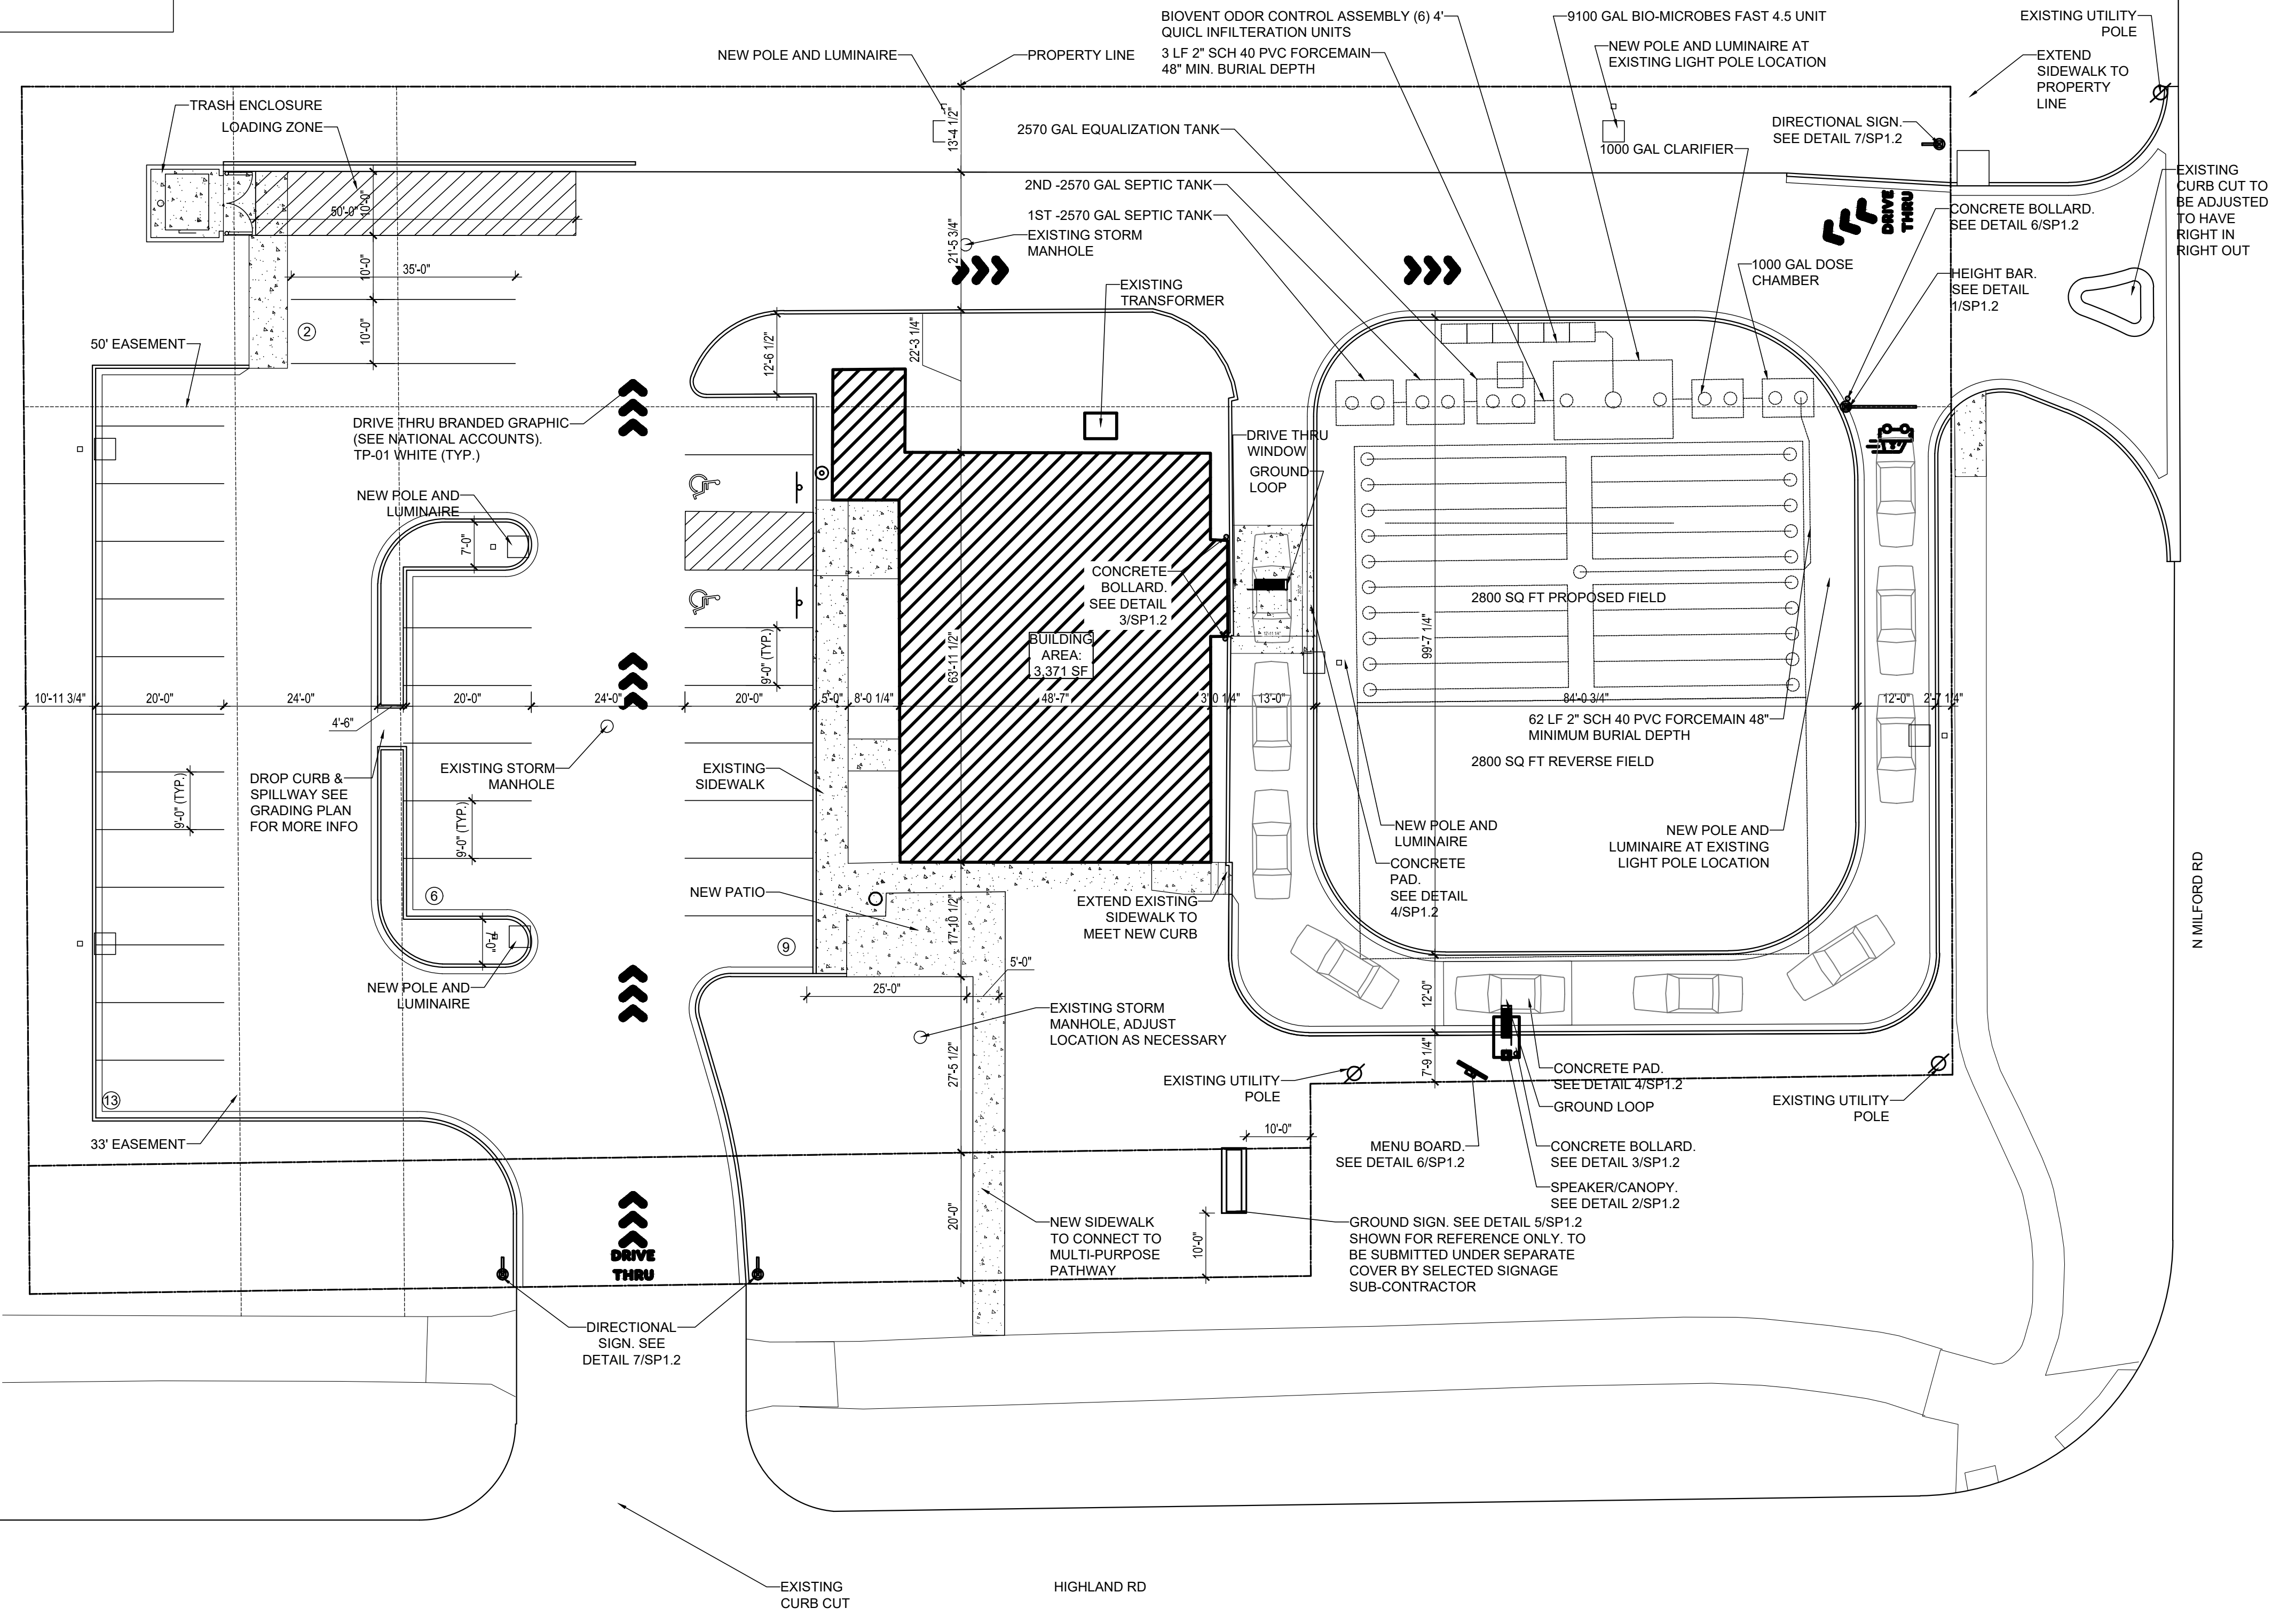 BIOVENT ODOR CONTROL ASSEMBLY (6) 4'
QUICL INFILTERATION UNITS
3 LF 2" SCH 40 PVC FORCEMAIN
48" MIN. BURIAL DEPTH
9100 GAL BIO-MICROBES FAST 4.5 UNIT
NEW POLE AND LUMINAIRE AT
EXISTING LIGHT POLE LOCATION
EXISTING UTILITY
POLE
EXTEND
SIDEWALK TO
PROPERTY
LINE
NEW POLE AND LUMINAIRE
PROPERTY LINE
TRASH ENCLOSURE
LOADING ZONE
13'-4 1/2"
2570 GAL EQUALIZATION TANK
1000 GAL CLARIFIER
DIRECTIONAL SIGN.
SEE DETAIL 7/SP1.2
EXISTING
CURB CUT TO
BE ADJUSTED
TO HAVE
RIGHT IN
RIGHT OUT
2ND -2570 GAL SEPTIC TANK
1ST -2570 GAL SEPTIC TANK
EXISTING STORM
MANHOLE
21'-5 3/4"
DRIVE
THRU
CONCRETE BOLLARD.
SEE DETAIL 6/SP1.2
50'-0"
10'-0"
35'-0"
10'-0"
10'-0"
2
1000 GAL DOSE
CHAMBER
HEIGHT BAR.
SEE DETAIL
1/SP1.2
EXISTING
TRANSFORMER
50' EASEMENT
12'-6 1/2"
22'-3 1/4"
DRIVE THRU BRANDED GRAPHIC
(SEE NATIONAL ACCOUNTS).
TP-01 WHITE (TYP.)
DRIVE THRU
WINDOW
GROUND
LOOP
NEW POLE AND
LUMINAIRE
7'-0"
CONCRETE
BOLLARD.
SEE DETAIL
3/SP1.2
2800 SQ FT PROPOSED FIELD
BUILDING
AREA:
3,371 SF
63'-11 1/2"
9'-0" (TYP.)
99'-7 1/4"
10'-11 3/4"
20'-0"
24'-0"
20'-0"
24'-0"
20'-0"
5'-0"
8'-0 1/4"
48'-7"
3'-0 1/4"
13'-0"
84'-0 3/4"
12'-0"
2'-7 1/4"
4'-6"
62 LF 2" SCH 40 PVC FORCEMAIN 48"
MINIMUM BURIAL DEPTH
2800 SQ FT REVERSE FIELD
DROP CURB &
SPILLWAY SEE
GRADING PLAN
FOR MORE INFO
9'-0" (TYP.)
9'-0" (TYP.)
EXISTING STORM
MANHOLE
EXISTING
SIDEWALK
NEW POLE AND
LUMINAIRE
NEW POLE AND
LUMINAIRE AT EXISTING
LIGHT POLE LOCATION
CONCRETE
PAD.
SEE DETAIL
4/SP1.2
N MILFORD RD
6
NEW PATIO
EXTEND EXISTING
SIDEWALK TO
MEET NEW CURB
17'-10 1/2"
7'-0"
9
NEW POLE AND
LUMINAIRE
25'-0"
5'-0"
12'-0"
EXISTING STORM
MANHOLE, ADJUST
LOCATION AS NECESSARY
27'-5 1/2"
7'-9 1/4"
EXISTING UTILITY
POLE
CONCRETE PAD.
SEE DETAIL 4/SP1.2
GROUND LOOP
EXISTING UTILITY
POLE
13
33' EASEMENT
10'-0"
MENU BOARD.
SEE DETAIL 6/SP1.2
CONCRETE BOLLARD.
SEE DETAIL 3/SP1.2
SPEAKER/CANOPY.
SEE DETAIL 2/SP1.2
20'-0"
10'-0"
NEW SIDEWALK
TO CONNECT TO
MULTI-PURPOSE
PATHWAY
GROUND SIGN. SEE DETAIL 5/SP1.2
SHOWN FOR REFERENCE ONLY. TO
BE SUBMITTED UNDER SEPARATE
COVER BY SELECTED SIGNAGE
SUB-CONTRACTOR
DRIVE
THRU
DIRECTIONAL
SIGN. SEE
DETAIL 7/SP1.2
EXISTING
CURB CUT
HIGHLAND RD